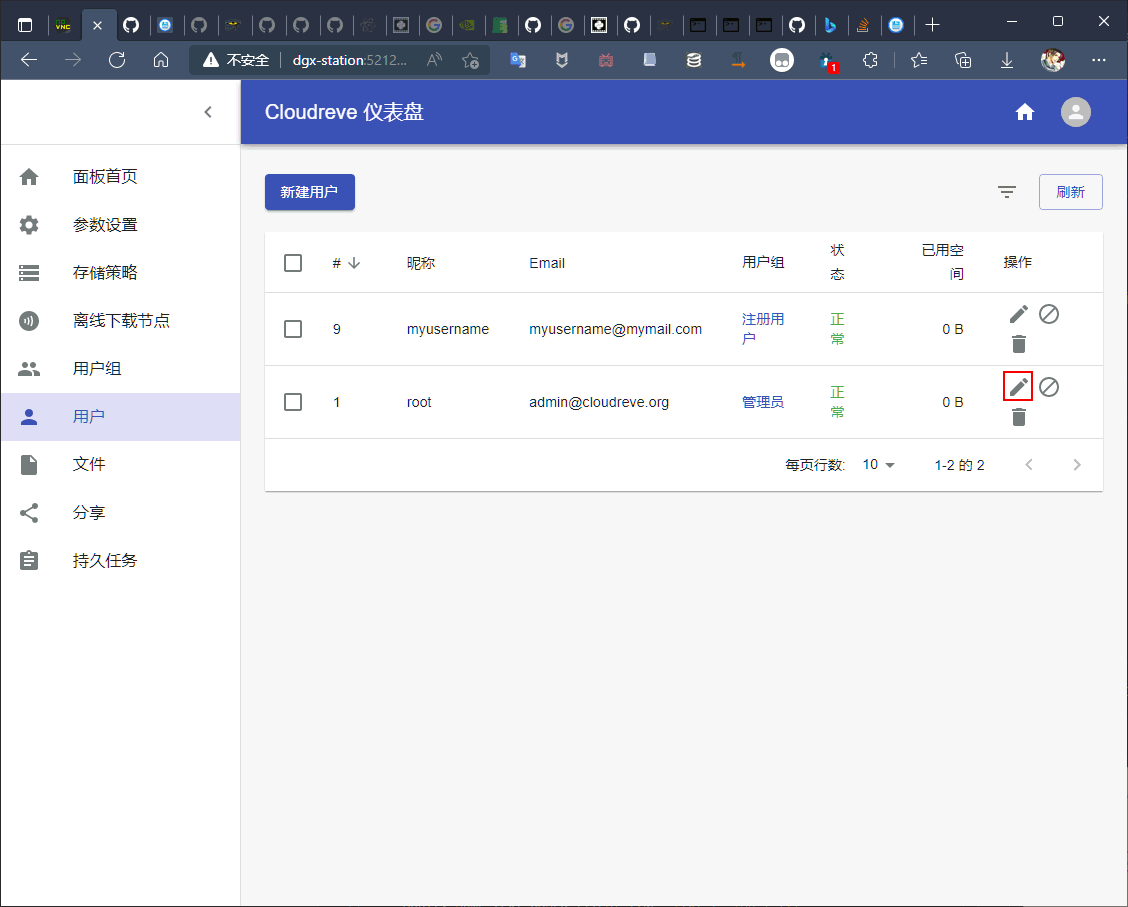 不安全
dgx-station:5212...
1
Cloudreve 仪表盘
面板首页
参数设置
存储策略
离线下载节点
用户组
用户
文件
分享
持久任务
新建用户
刷新
# 昵称 Email 用户组 状
态 已用空
间 操作
9 myusername myusername@mymail.com 注册用
户 正
常 0 B
1 root admin@cloudreve.org 管理员 正
常 0 B
每页行数: 10 1-2 的 2